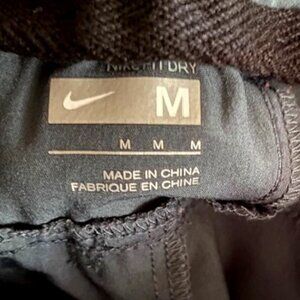 NIKE FIT DRY
M
M M M
MADE IN CHINA
FABRIQUE EN CHINE